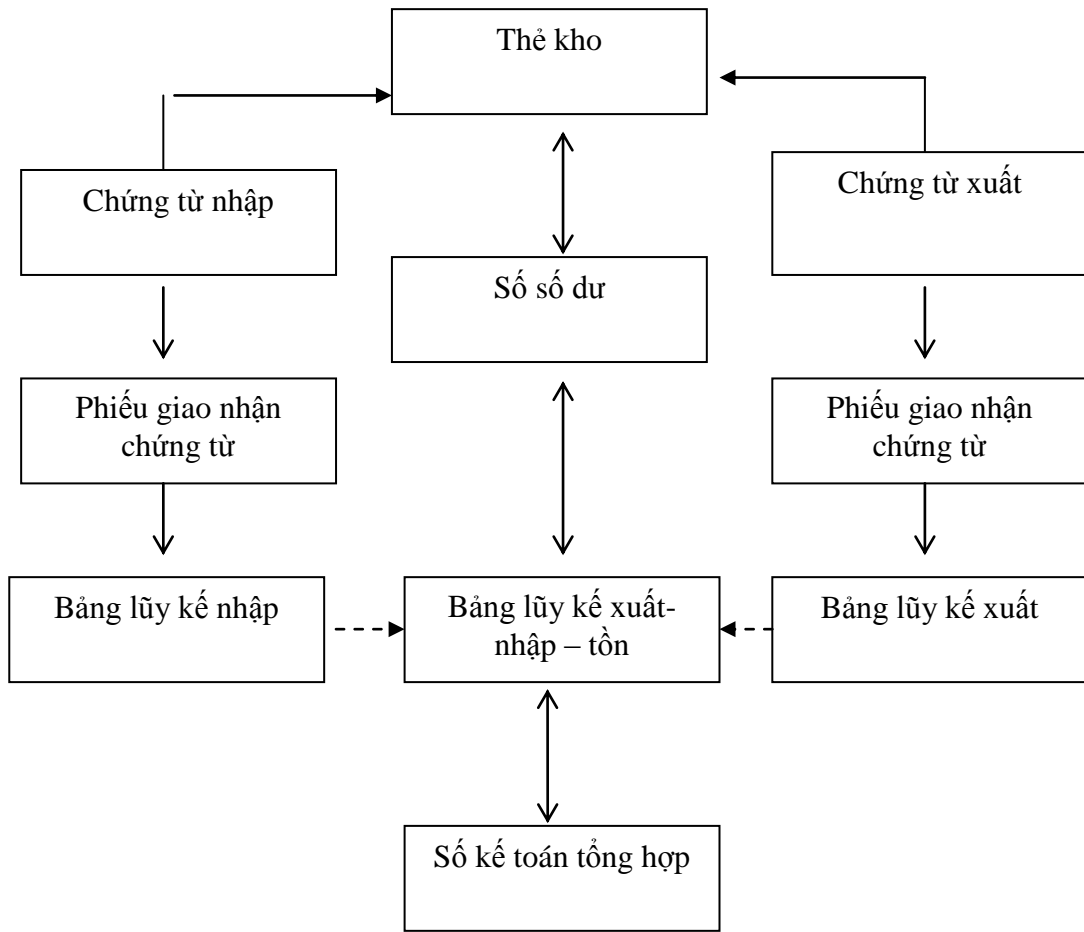 Thẻ kho
Chứng từ nhập
Chứng từ xuất
Số số dư
Phiếu giao nhận
chứng từ
Phiếu giao nhận
chứng từ
Bảng lũy kế nhập
Bảng lũy kế xuất-
nhập – tồn
Bảng lũy kế xuất
Số kế toán tổng hợp